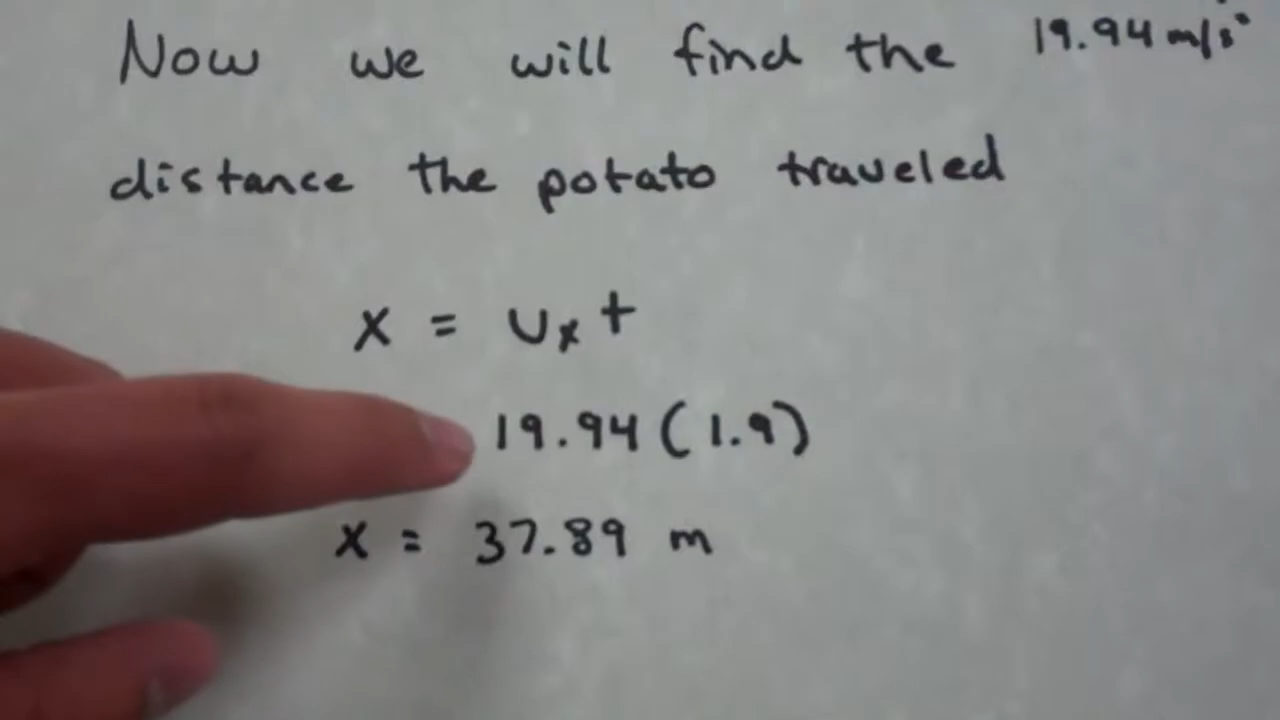 Now we will find the 19.94 m/s
distance the potato traveled
x = Vx t
19.94 (1.9)
x = 37.89 m